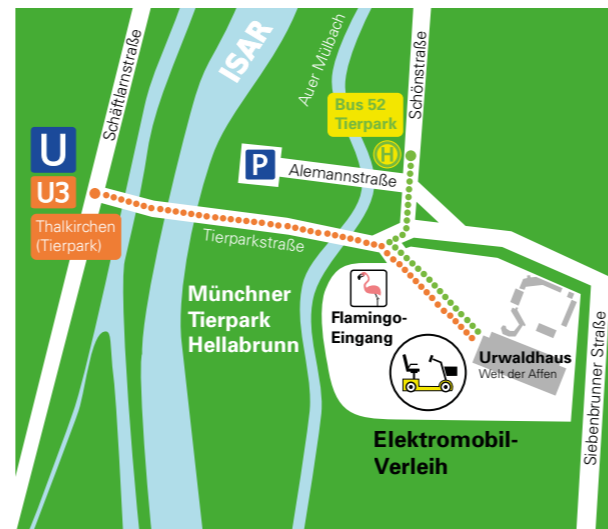 Schäftlarnstraße
ISAR
Auer Mülbach
Schönstraße
Bus 52
Tierpark
H
U
U3
P
Alemannstraße
Thalkirchen
(Tierpark)
Tierparkstraße
Münchner
Tierpark
Hellabrunn
Flamingo-
Eingang
Urwaldhaus
Welt der Affen
Siebenbrunner Straße
Elektromobil-
Verleih